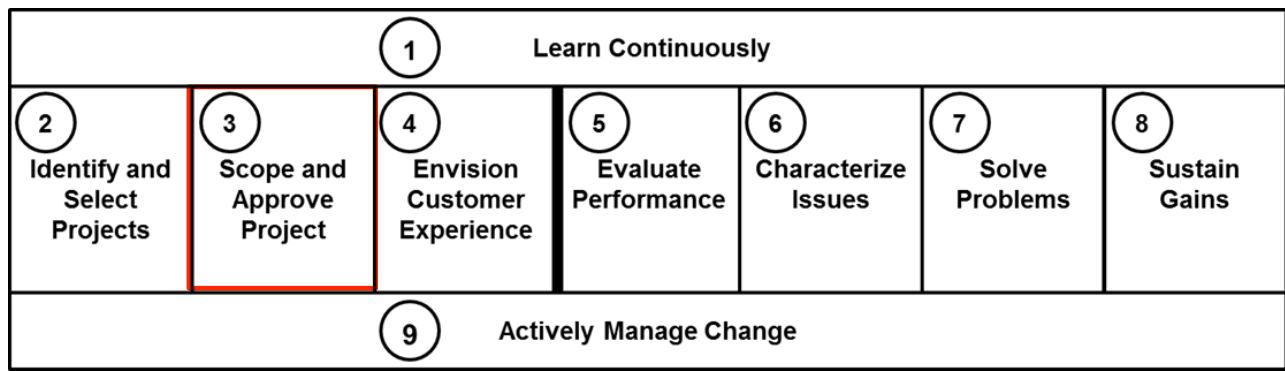 1 Learn Continuously
2
Identify and
Select
Projects
3
Scope and
Approve
Project
4
Envision
Customer
Experience
5
Evaluate
Performance
6
Characterize
Issues
7
Solve
Problems
8
Sustain
Gains
9 Actively Manage Change